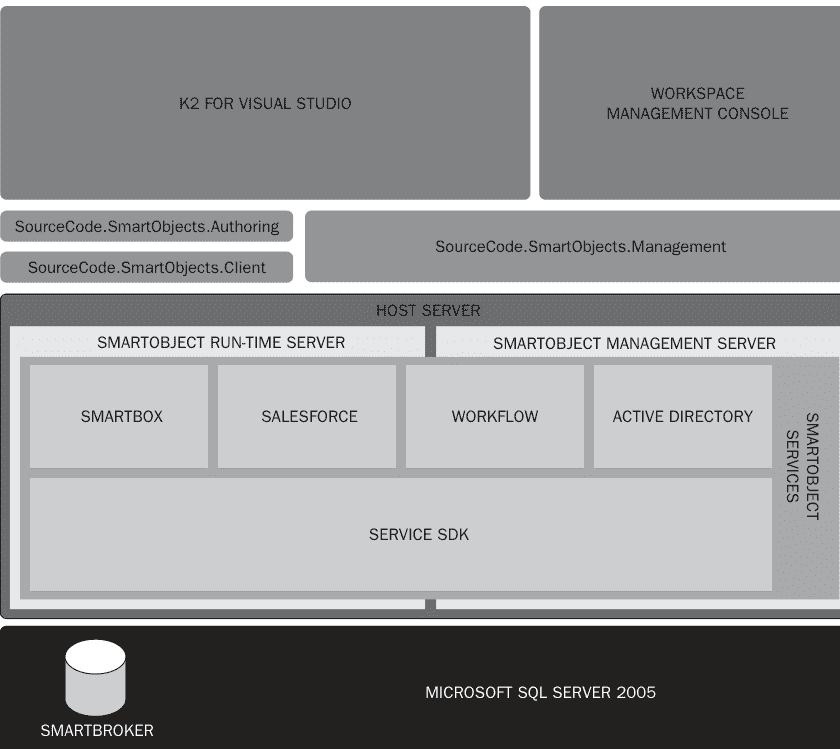 K2 FOR VISUAL STUDIO
WORKSPACE
MANAGEMENT CONSOLE
SourceCode.SmartObjects.Authoring
SourceCode.SmartObjects.Client
SourceCode.SmartObjects.Management
HOST SERVER
SMARTOBJECT RUN-TIME SERVER
SMARTOBJECT MANAGEMENT SERVER
SMARTBOX
SALESFORCE
WORKFLOW
ACTIVE DIRECTORY
SMARTOBJECT
SERVICES
SERVICE SDK
MICROSOFT SQL SERVER 2005
SMARTBROKER